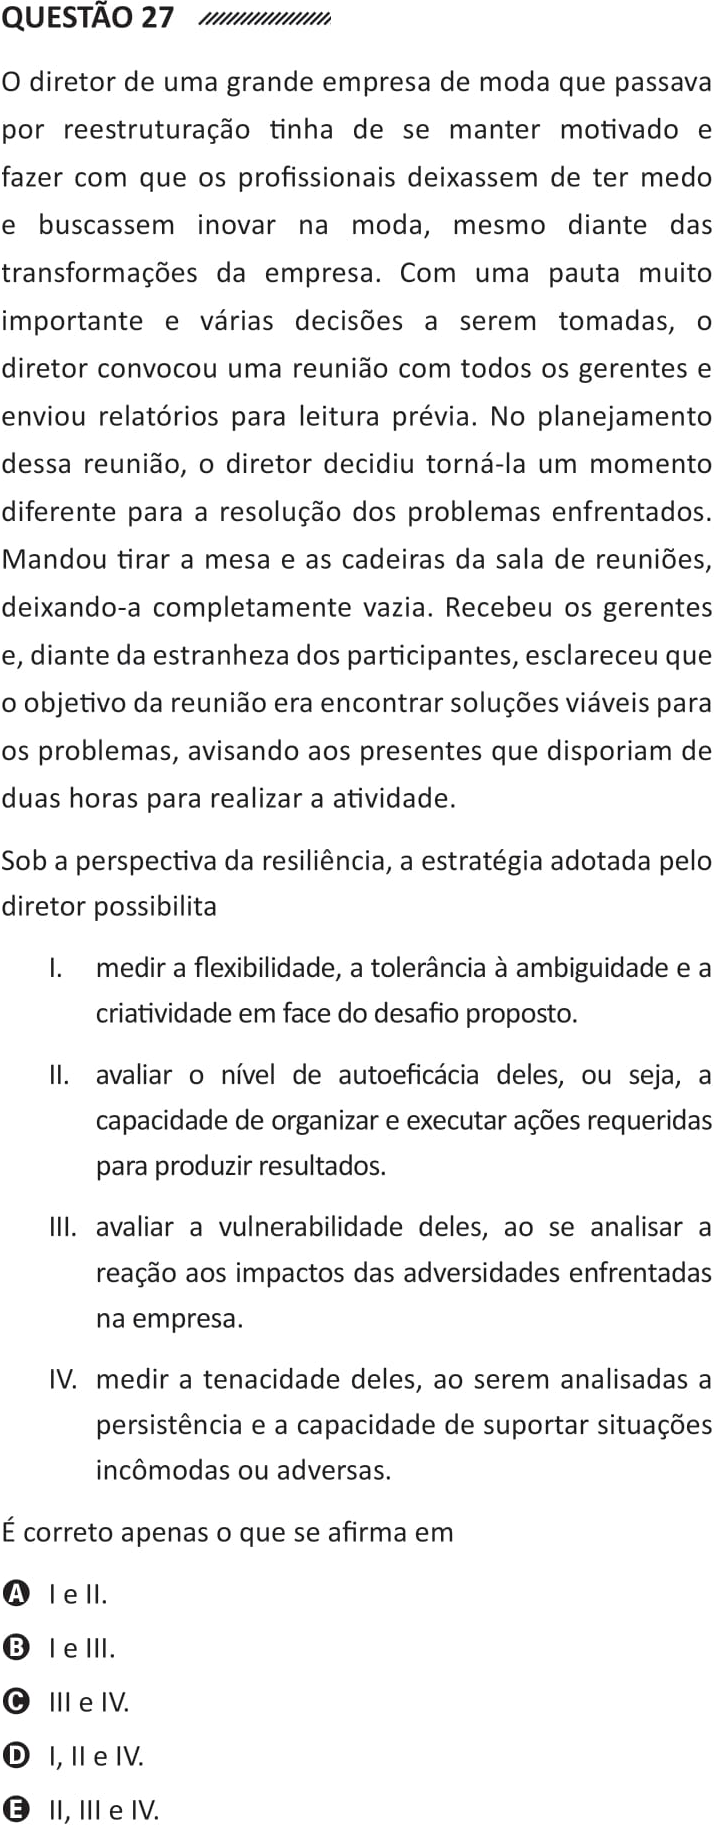 QUESTÃO 27
O diretor de uma grande empresa de moda que passava
por reestruturação tinha de se manter motivado e
fazer com que os profissionais deixassem de ter medo
e buscassem inovar na moda, mesmo diante das
transformações da empresa. Com uma pauta muito
importante e várias decisões a serem tomadas, o
diretor convocou uma reunião com todos os gerentes e
enviou relatórios para leitura prévia. No planejamento
dessa reunião, o diretor decidiu torná-la um momento
diferente para a resolução dos problemas enfrentados.
Mandou tirar a mesa e as cadeiras da sala de reuniões,
deixando-a completamente vazia. Recebeu os gerentes
e, diante da estranheza dos participantes, esclareceu que
o objetivo da reunião era encontrar soluções viáveis para
os problemas, avisando aos presentes que disporiam de
duas horas para realizar a atividade.
Sob a perspectiva da resiliência, a estratégia adotada pelo
diretor possibilita
I. medir a flexibilidade, a tolerância à ambiguidade e a
criatividade em face do desafio proposto.
II. avaliar o nível de autoeficácia deles, ou seja, a
capacidade de organizar e executar ações requeridas
para produzir resultados.
III. avaliar a vulnerabilidade deles, ao se analisar a
reação aos impactos das adversidades enfrentadas
na empresa.
IV. medir a tenacidade deles, ao serem analisadas a
persistência e a capacidade de suportar situações
incômodas ou adversas.
É correto apenas o que se afirma em
A I e II.
B I e III.
C III e IV.
D I, II e IV.
E II, III e IV.